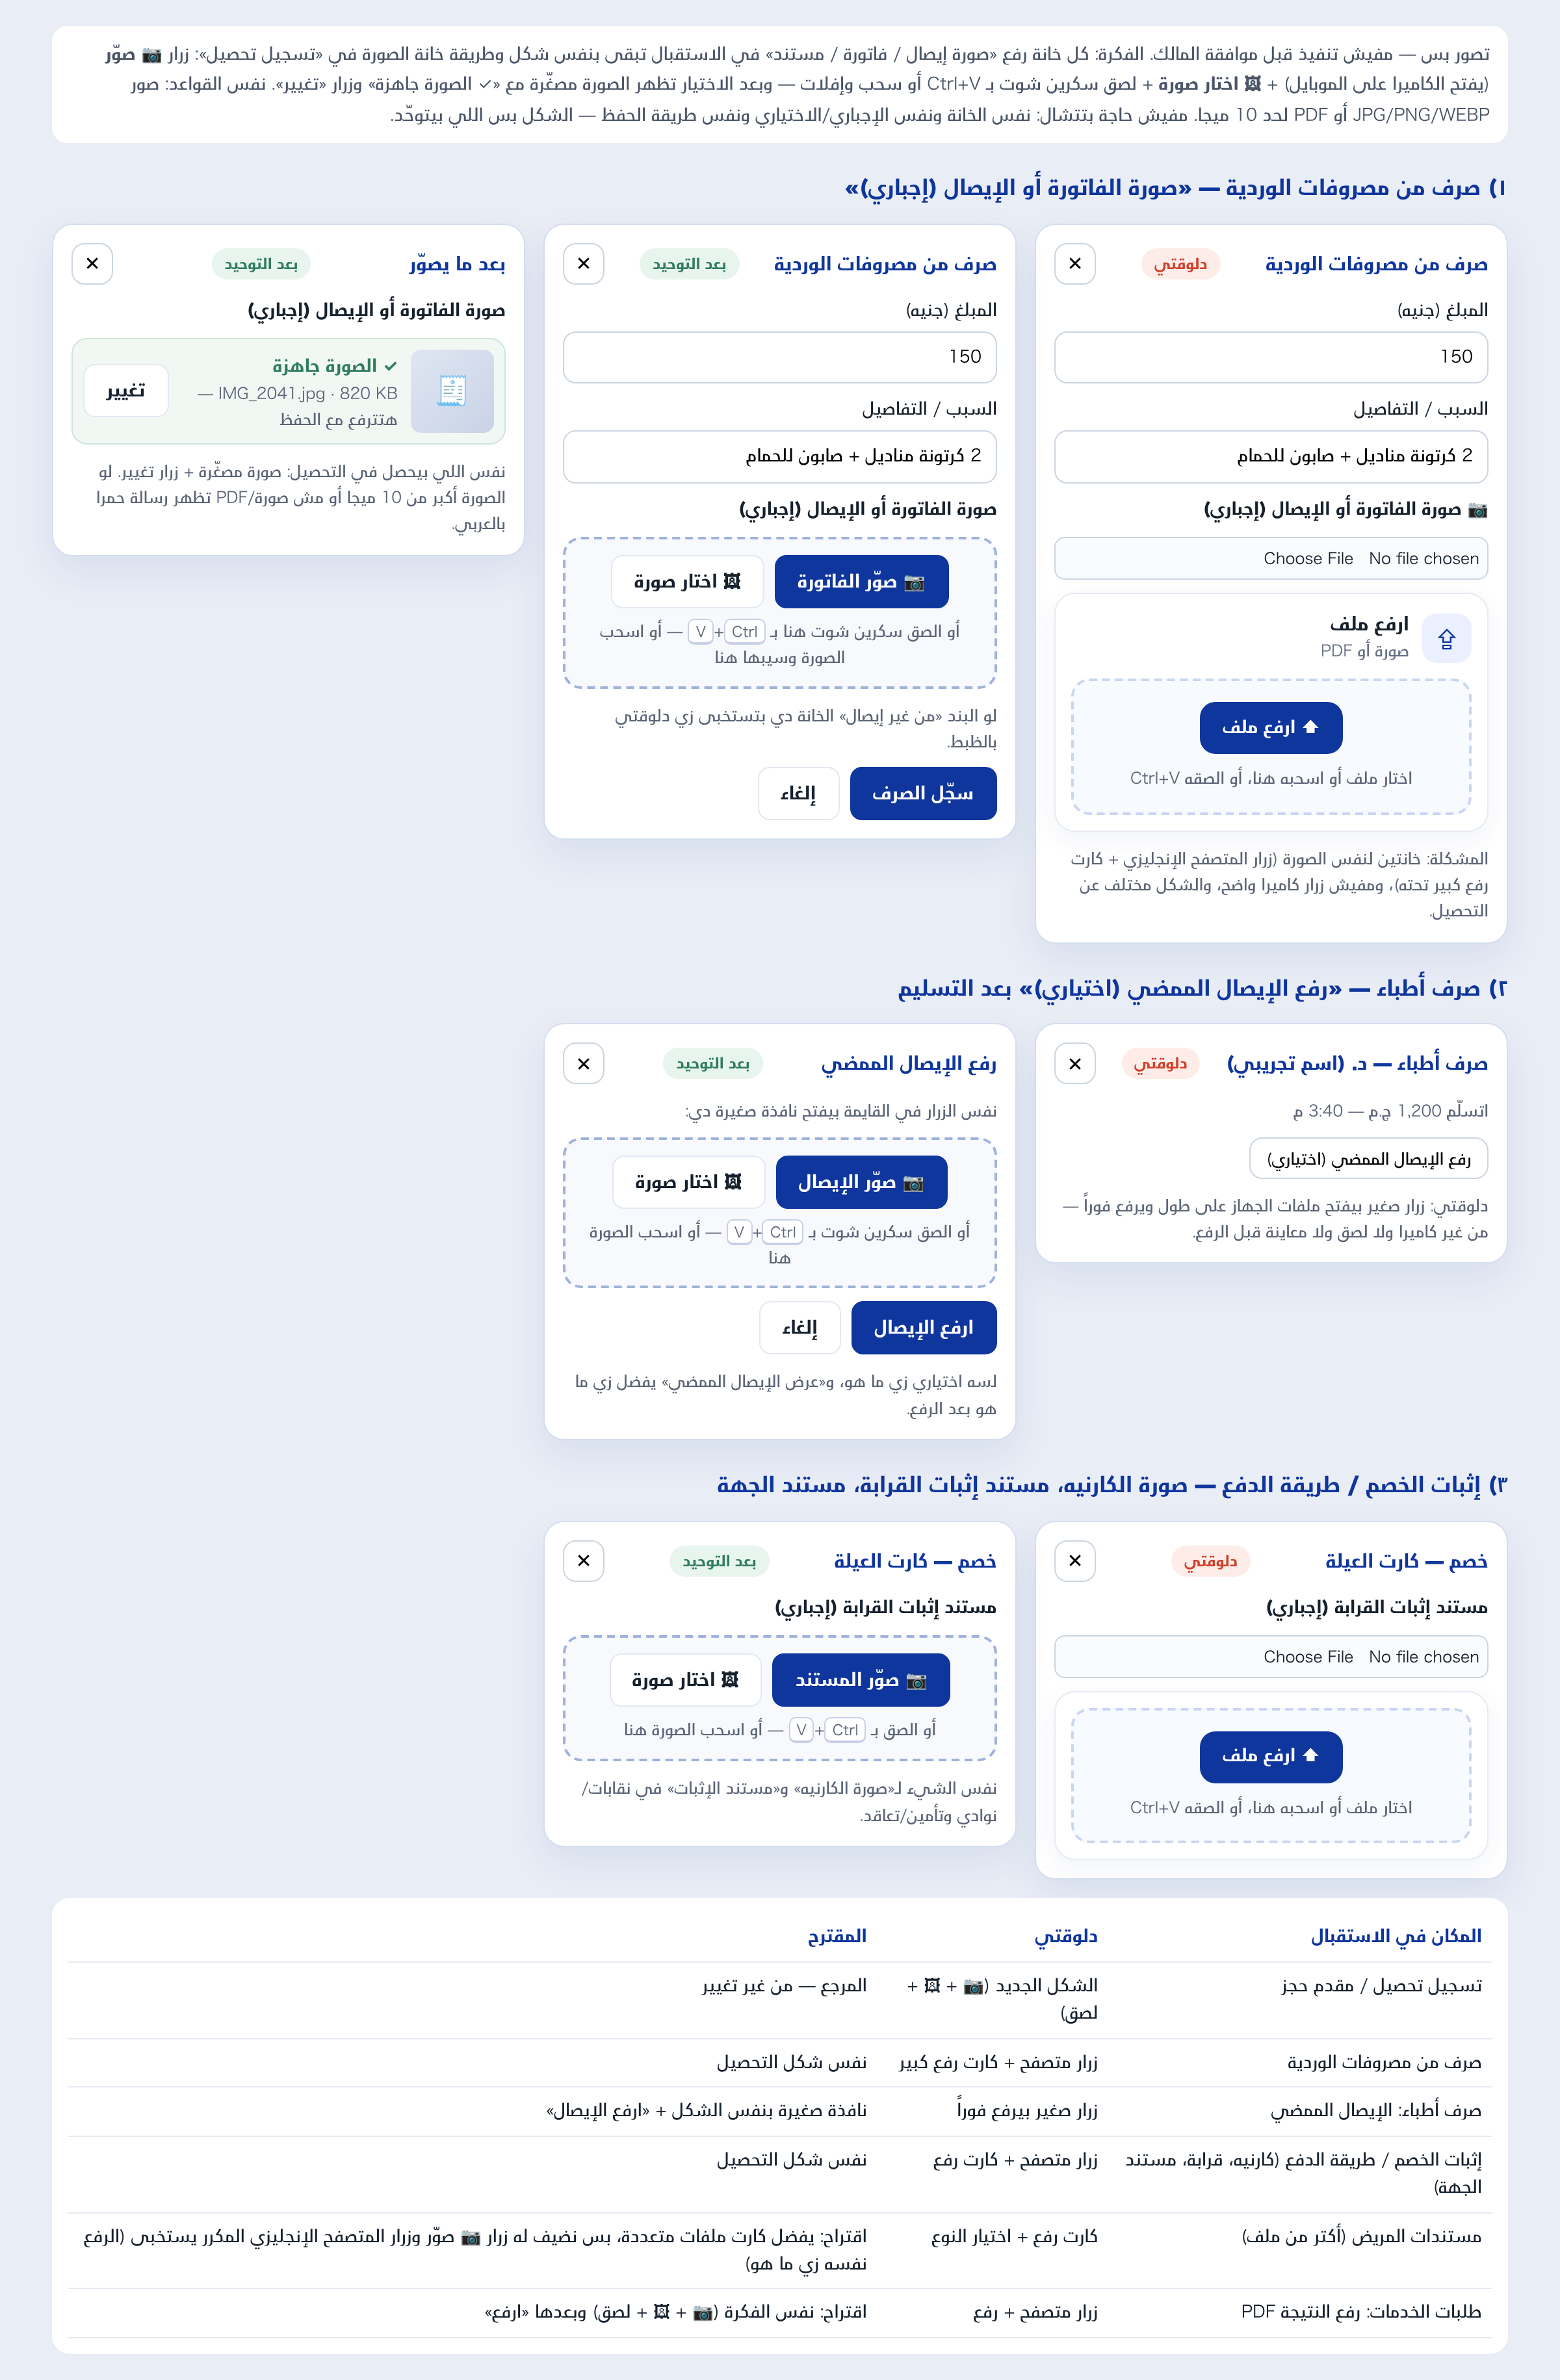 تصور بس — مفيش تنفيذ قبل موافقة المالك. الفكرة: كل خانة رفع «صورة إيصال / فاتورة / مستند» في الاستقبال تبقى بنفس شكل وطريقة خانة الصورة في «تسجيل تحصيل»: زرار 📷 صوّر
(يفتح الكاميرا على الموبايل) + 🖼 اختار صورة + لصق سكرين شوت بـ Ctrl+V أو سحب وإفلات — وبعد الاختيار تظهر الصورة مصغّرة مع «✓ الصورة جاهزة» وزرار «تغيير». نفس القواعد: صور
JPG/PNG/WEBP أو PDF لحد 10 ميجا. مفيش حاجة بتتشال: نفس الخانة ونفس الإجباري/الاختياري ونفس طريقة الحفظ — الشكل بس اللي بيتوحّد.
١) صرف من مصروفات الوردية — «صورة الفاتورة أو الإيصال (إجباري)»
صرف من مصروفات الوردية
دلوقتي
✕
المبلغ (جنيه)
150
السبب / التفاصيل
2 كرتونة مناديل + صابون للحمام
📷 صورة الفاتورة أو الإيصال (إجباري)
Choose File No file chosen
ارفع ملف
صورة أو PDF
⬆ ارفع ملف
اختار ملف أو اسحبه هنا، أو الصقه Ctrl+V
المشكلة: خانتين لنفس الصورة (زرار المتصفح الإنجليزي + كارت
رفع كبير تحته)، ومفيش زرار كاميرا واضح، والشكل مختلف عن
التحصيل.
صرف من مصروفات الوردية
بعد التوحيد
✕
المبلغ (جنيه)
150
السبب / التفاصيل
2 كرتونة مناديل + صابون للحمام
صورة الفاتورة أو الإيصال (إجباري)
📷 صوّر الفاتورة
🖼 اختار صورة
أو الصق سكرين شوت هنا بـ Ctrl+V — أو اسحب
الصورة وسيبها هنا
لو البند «من غير إيصال» الخانة دي بتستخبى زي دلوقتي
بالظبط.
سجّل الصرف
إلغاء
بعد ما يصوّر
بعد التوحيد
✕
صورة الفاتورة أو الإيصال (إجباري)
✓ الصورة جاهزة
IMG_2041.jpg · 820 KB —
هتترفع مع الحفظ
تغيير
نفس اللي بيحصل في التحصيل: صورة مصغّرة + زرار تغيير. لو
الصورة أكبر من 10 ميجا أو مش صورة/PDF تظهر رسالة حمرا
بالعربي.
٢) صرف أطباء — «رفع الإيصال الممضي (اختياري)» بعد التسليم
صرف أطباء — د. (اسم تجريبي)
دلوقتي
✕
اتسلّم 1,200 ج.م — 3:40 م
رفع الإيصال الممضي (اختياري)
دلوقتي: زرار صغير بيفتح ملفات الجهاز على طول ويرفع فوراً —
من غير كاميرا ولا لصق ولا معاينة قبل الرفع.
رفع الإيصال الممضي
بعد التوحيد
✕
نفس الزرار في القايمة بيفتح نافذة صغيرة دي:
📷 صوّر الإيصال
🖼 اختار صورة
أو الصق سكرين شوت بـ Ctrl+V — أو اسحب الصورة
هنا
ارفع الإيصال
إلغاء
لسه اختياري زي ما هو، و«عرض الإيصال الممضي» يفضل زي ما
هو بعد الرفع.
٣) إثبات الخصم / طريقة الدفع — صورة الكارنيه، مستند إثبات القرابة، مستند الجهة
خصم — كارت العيلة
دلوقتي
✕
مستند إثبات القرابة (إجباري)
Choose File No file chosen
⬆ ارفع ملف
اختار ملف أو اسحبه هنا، أو الصقه Ctrl+V
خصم — كارت العيلة
بعد التوحيد
✕
مستند إثبات القرابة (إجباري)
📷 صوّر المستند
🖼 اختار صورة
أو الصق بـ Ctrl+V — أو اسحب الصورة هنا
نفس الشيء لـ«صورة الكارنيه» و«مستند الإثبات» في نقابات/
نوادي وتأمين/تعاقد.
المكان في الاستقبال دلوقتي المقترح
تسجيل تحصيل / مقدم حجز الشكل الجديد (📷 + 🖼 + المرجع — من غير تغيير
لصق)
صرف من مصروفات الوردية زرار متصفح + كارت رفع كبير نفس شكل التحصيل
صرف أطباء: الإيصال الممضي زرار صغير بيرفع فوراً نافذة صغيرة بنفس الشكل + «ارفع الإيصال»
إثبات الخصم / طريقة الدفع (كارنيه، قرابة، مستند زرار متصفح + كارت رفع نفس شكل التحصيل
الجهة)
مستندات المريض (أكتر من ملف) كارت رفع + اختيار النوع اقتراح: يفضل كارت ملفات متعددة، بس نضيف له زرار 📷 صوّر وزرار المتصفح الإنجليزي المكرر يستخبى (الرفع
نفسه زي ما هو)
طلبات الخدمات: رفع النتيجة PDF زرار متصفح + رفع اقتراح: نفس الفكرة (📷 + 🖼 + لصق) وبعدها «ارفع»